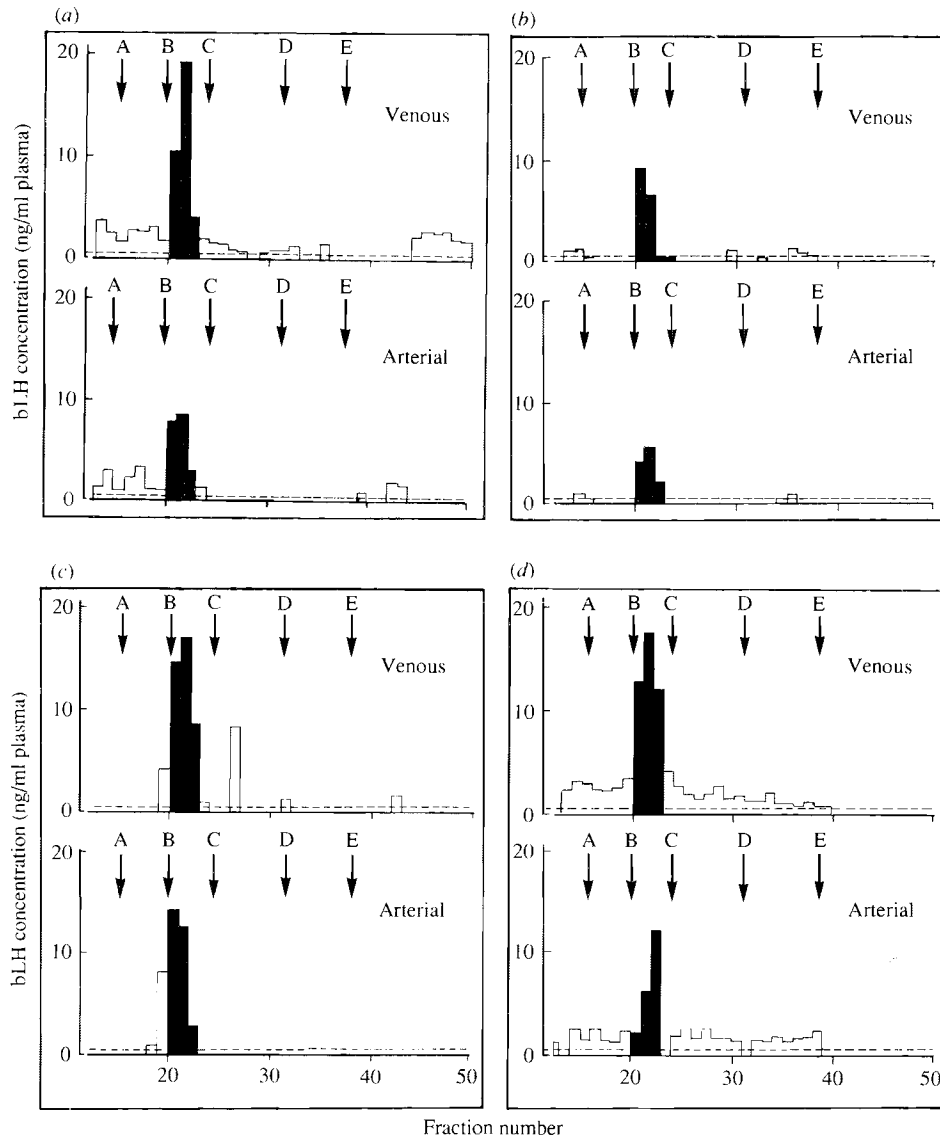 (a)
A B C D E
20
Venous
10
0
A B C D E
20
Arterial
10
0
(b)
A B C D E
20
Venous
10
0
A B C D E
20
Arterial
10
0
bLH concentration (ng/ml plasma)
(c)
A B C D E
20
Venous
10
0
A B C D E
20
Arterial
10
0
20 30 40 50
(d)
A B C D E
20
Venous
10
0
A B C D E
20
Arterial
10
0
20 30 40 50
bLH concentration (ng/ml plasma)
Fraction number